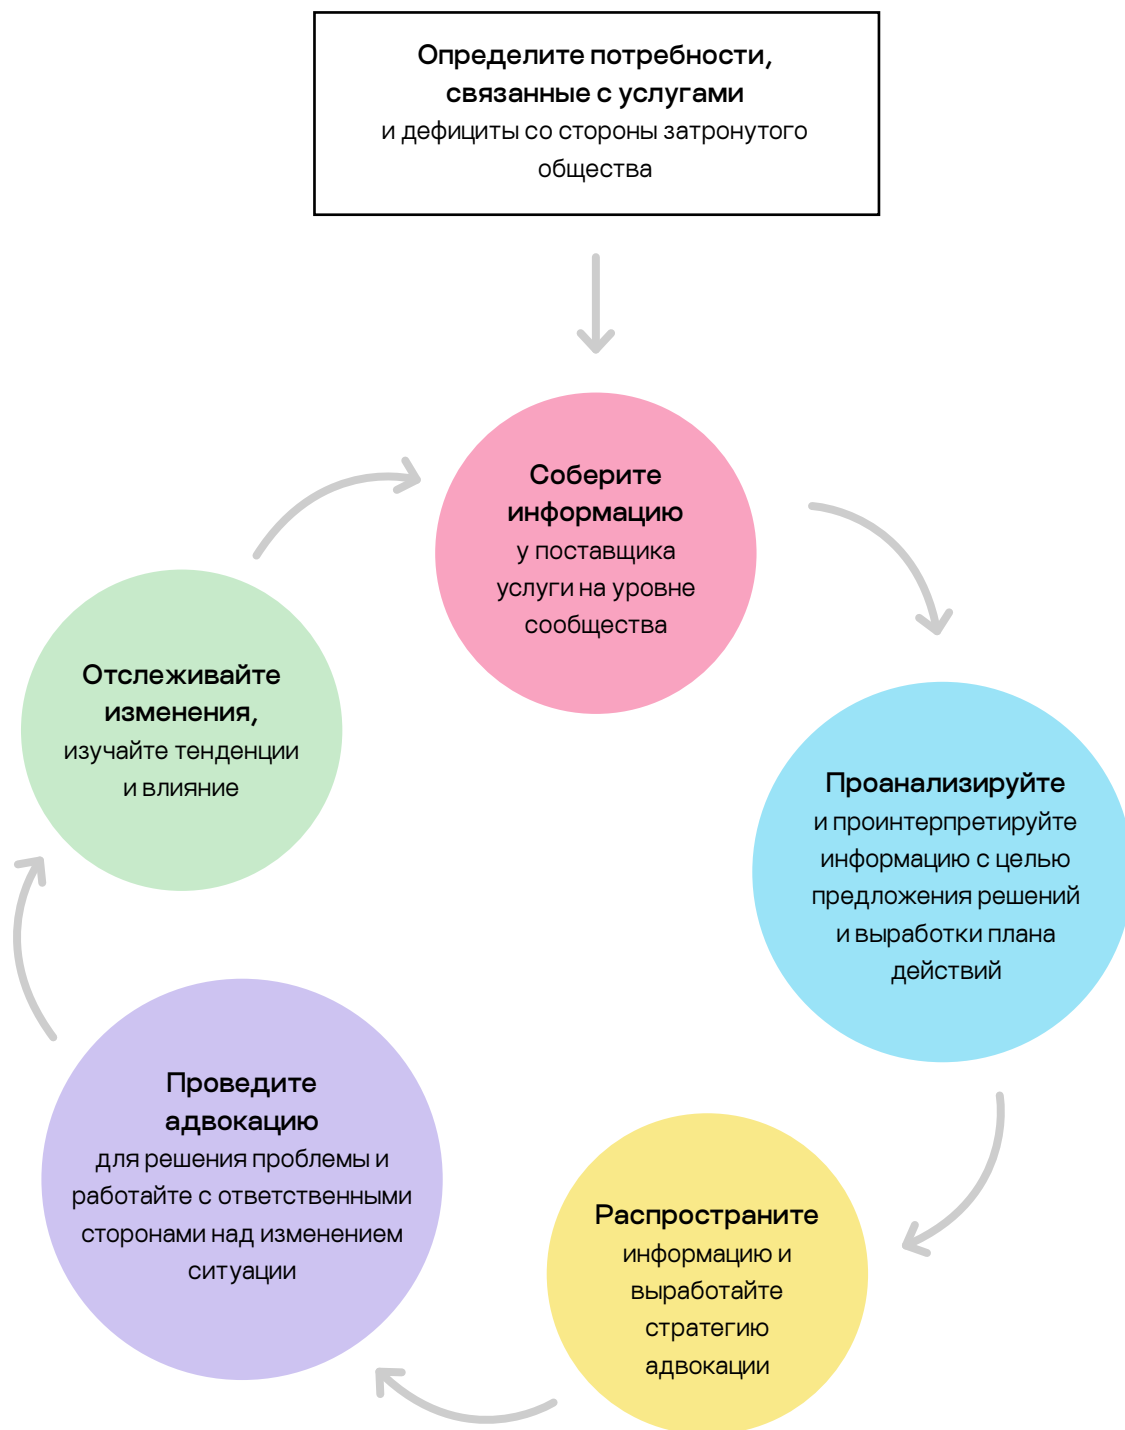 Определите потребности,
связанные с услугами
и дефициты со стороны затронутого
общества
Соберите
информацию
у поставщика
услуги на уровне
сообщества
Проанализируйте
и проинтерпретируйте
информацию с целью
предложения решений
и выработки плана
действий
Распространите
информацию и
выработайте
стратегию
адвокации
Проведите
адвокацию
для решения проблемы и
работайте с ответственными
сторонами над изменением
ситуации
Отслеживайте
изменения,
изучайте тенденции
и влияние